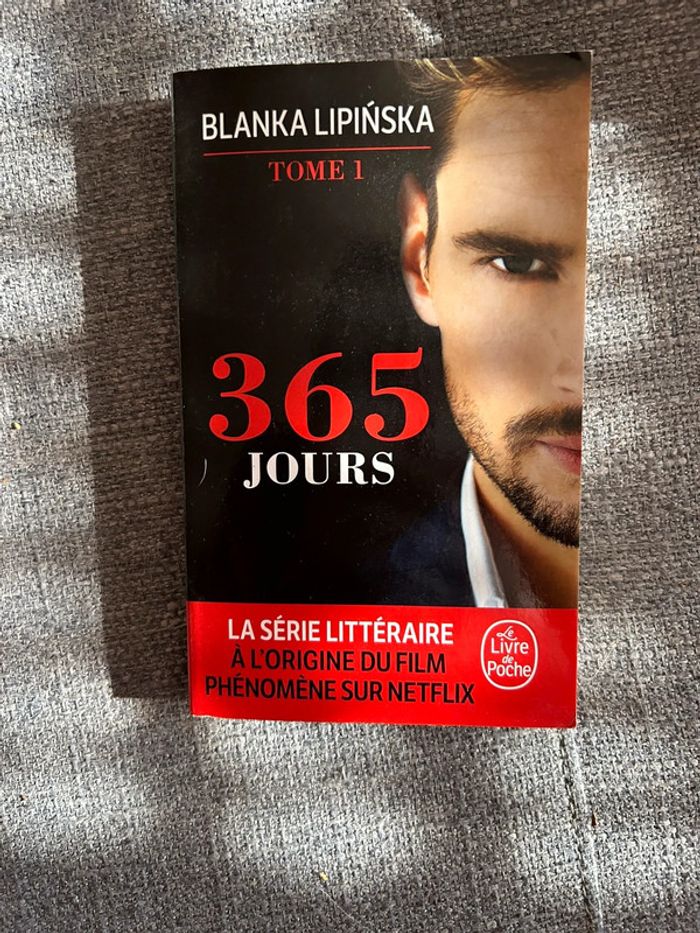 BLANKA LIPIŃSKA
TOME 1
365
JOURS
LA SÉRIE LITTÉRAIRE
À L'ORIGINE DU FILM
PHÉNOMÈNE SUR NETFLIX
Le
Livre
de
Poche